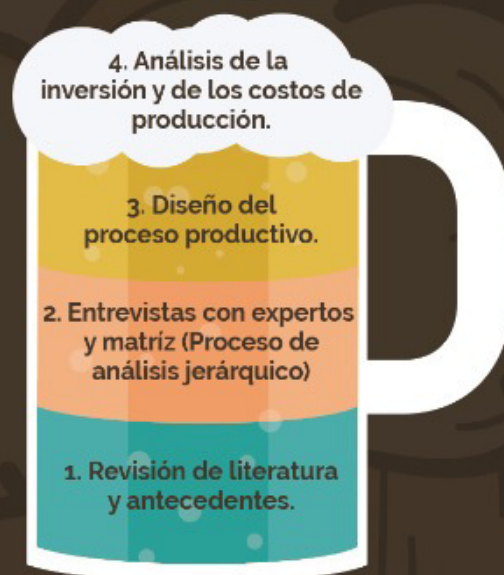 4. Análisis de la
inversión y de los costos de
producción.
3. Diseño del
proceso productivo.
2. Entrevistas con expertos
y matríz (Proceso de
análisis jerárquico)
1. Revisión de literatura
y antecedentes.